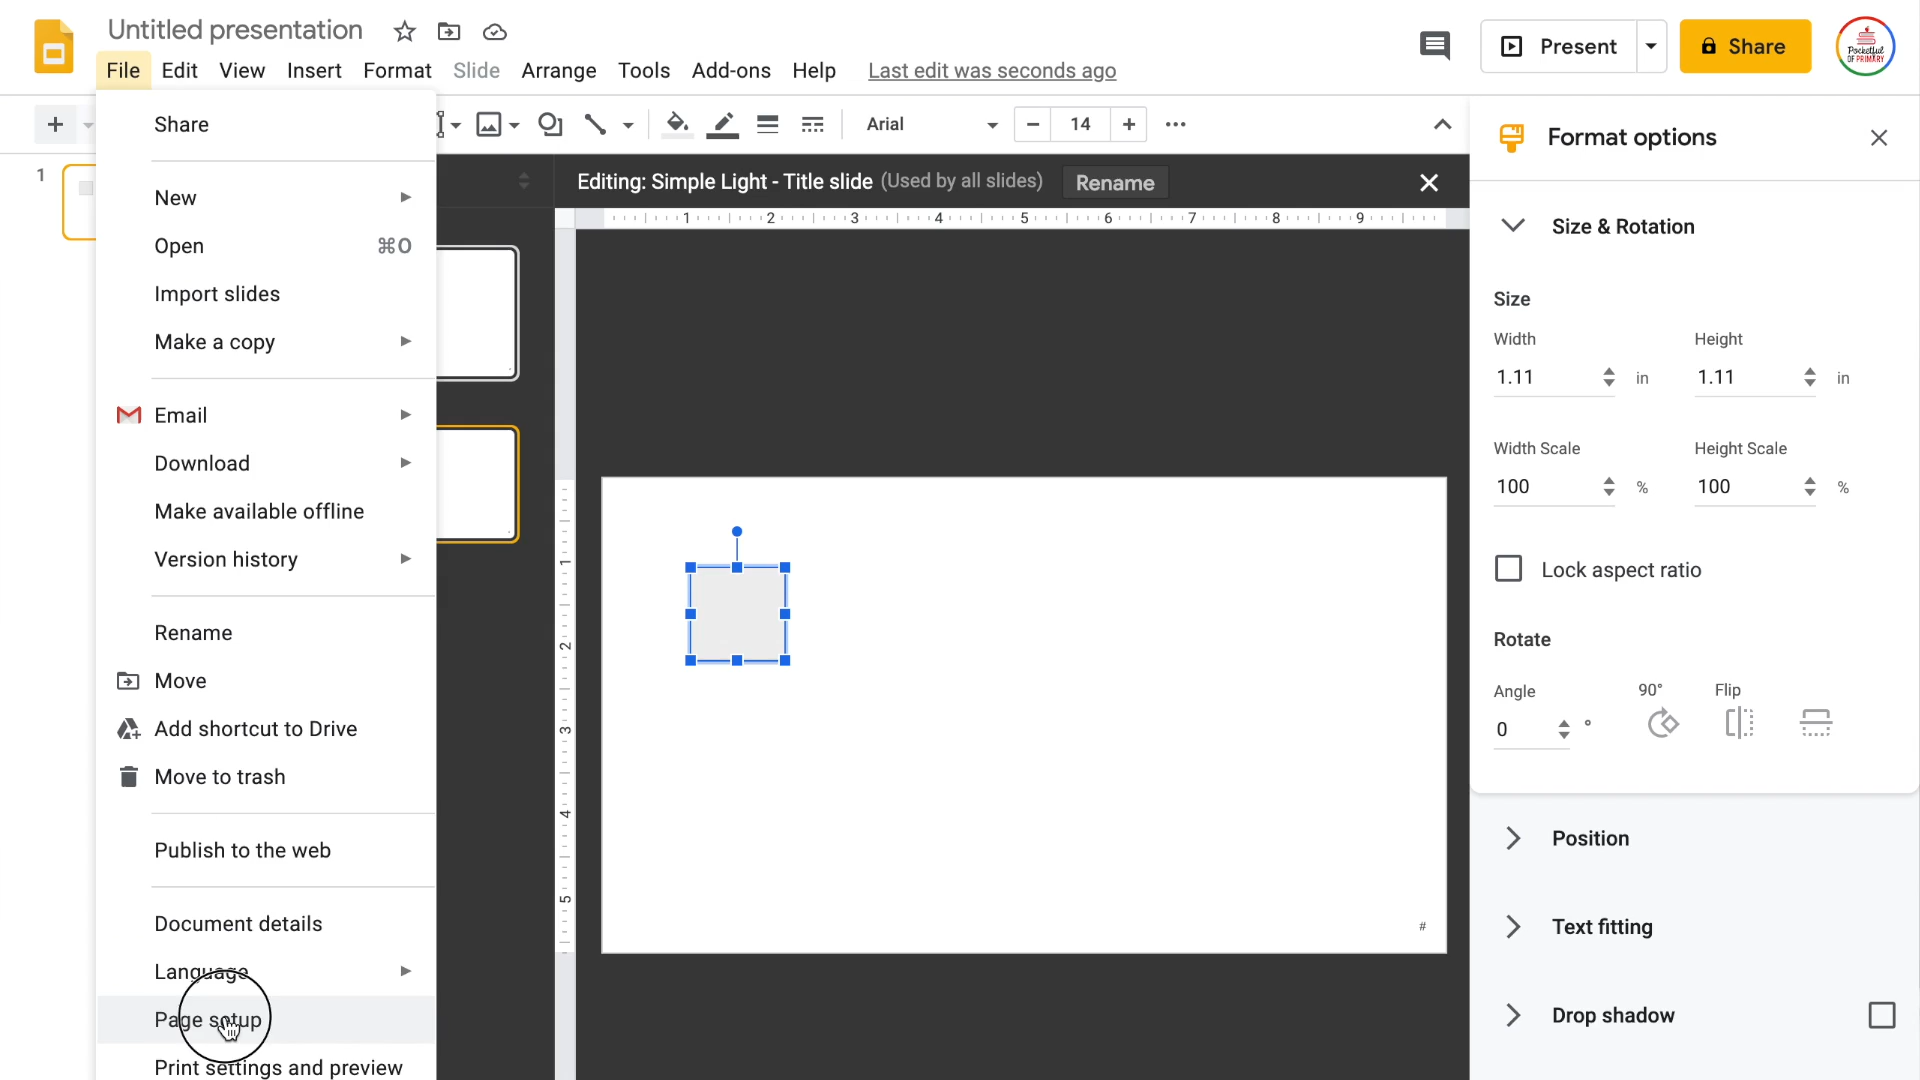 Untitled presentation
File Edit View Insert Format Slide Arrange Tools Add-ons Help Last edit was seconds ago
Present
Share
Pocketful OF PRIMARY
Arial
14
Share
New
Open ⌘O
Import slides
Make a copy
Email
Download
Make available offline
Version history
Rename
Move
Add shortcut to Drive
Move to trash
Publish to the web
Document details
Language
Page setup
Print settings and preview
1
Editing: Simple Light - Title slide (Used by all slides) Rename
1 2 3 4 5 6 7 8 9
1
2
3
4
5
#
Format options
Size & Rotation
Size
Width Height
1.11 in 1.11 in
Width Scale Height Scale
100 % 100 %
Lock aspect ratio
Rotate
Angle 90° Flip
0 °
Position
Text fitting
Drop shadow